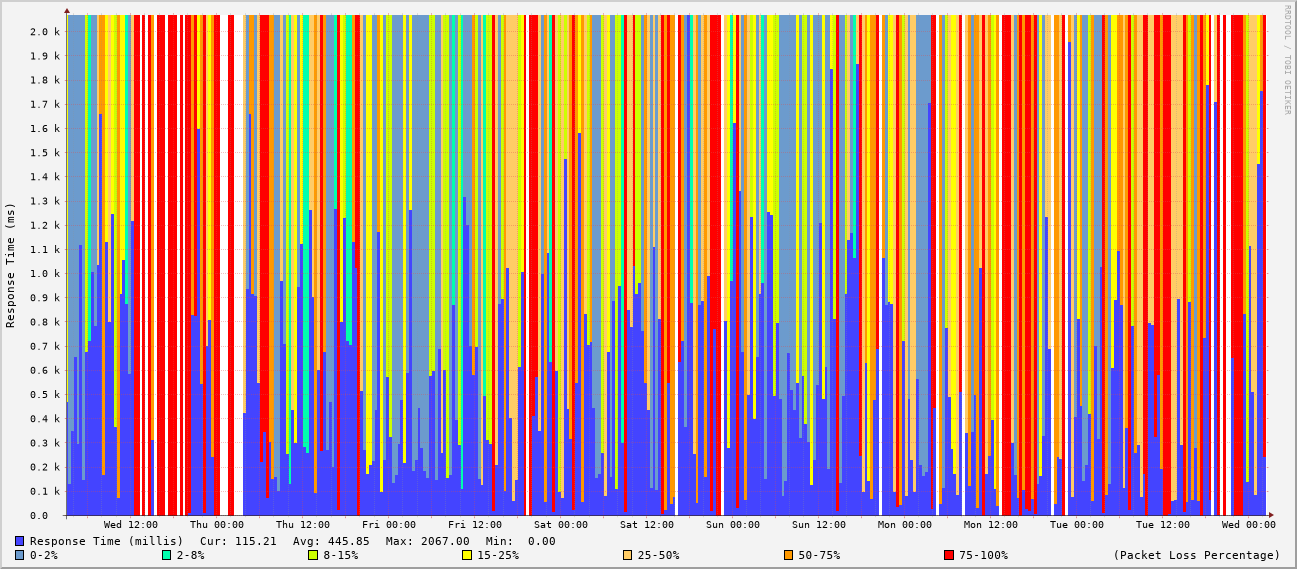 RRDTOOL / TOBI OETIKER
Response Time (ms)
2.0 k
1.9 k
1.8 k
1.7 k
1.6 k
1.5 k
1.4 k
1.3 k
1.2 k
1.1 k
1.0 k
0.9 k
0.8 k
0.7 k
0.6 k
0.5 k
0.4 k
0.3 k
0.2 k
0.1 k
0.0
Wed 12:00 Thu 00:00 Thu 12:00 Fri 00:00 Fri 12:00 Sat 00:00 Sat 12:00 Sun 00:00 Sun 12:00 Mon 00:00 Mon 12:00 Tue 00:00 Tue 12:00 Wed 00:00
Response Time (millis) Cur: 115.21 Avg: 445.85 Max: 2067.00 Min: 0.00
0-2% 2-8% 8-15% 15-25% 25-50% 50-75% 75-100% (Packet Loss Percentage)